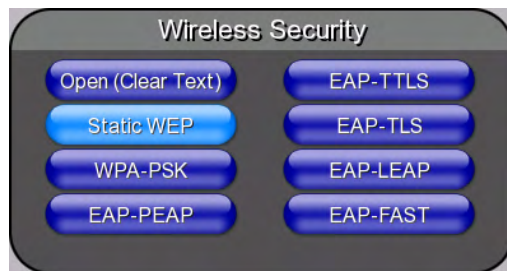 Wireless Security
Open (Clear Text)
EAP-TTLS
Static WEP
EAP-TLS
WPA-PSK
EAP-LEAP
EAP-PEAP
EAP-FAST